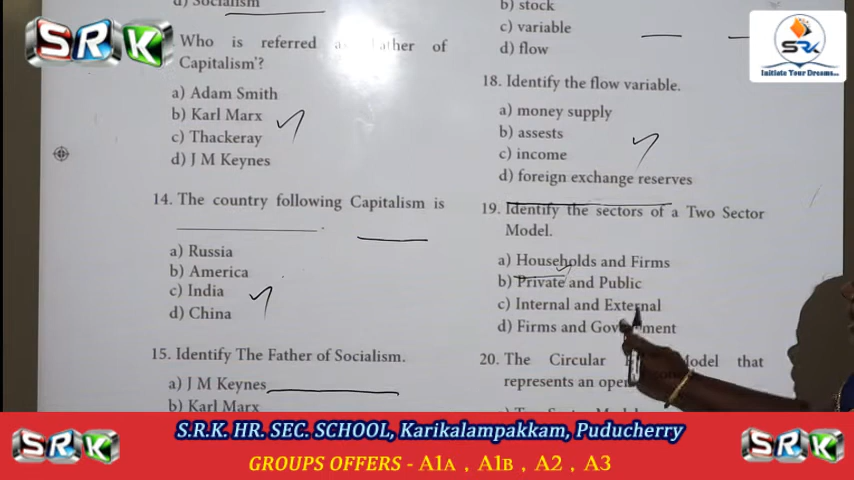 d) Socialism
SRK
Who is referred as Father of
Capitalism'?
a) Adam Smith
b) Karl Marx
c) Thackeray
d) J M Keynes
14. The country following Capitalism is
a) Russia
b) America
c) India
d) China
15. Identify The Father of Socialism.
a) J M Keynes
b) Karl Marx
b) stock
c) variable
d) flow
18. Identify the flow variable.
a) money supply
b) assests
c) income
d) foreign exchange reserves
19. Identify the sectors of a Two Sector
Model.
a) Households and Firms
b) Private and Public
c) Internal and External
d) Firms and Government
20. The Circular Model that
represents an open
SRK
Initiate Your Dreams...
SRK
S.R.K. HR. SEC. SCHOOL, Karikalampakkam, Puducherry
GROUPS OFFERS - A1A , A1B , A2 , A3
SRK